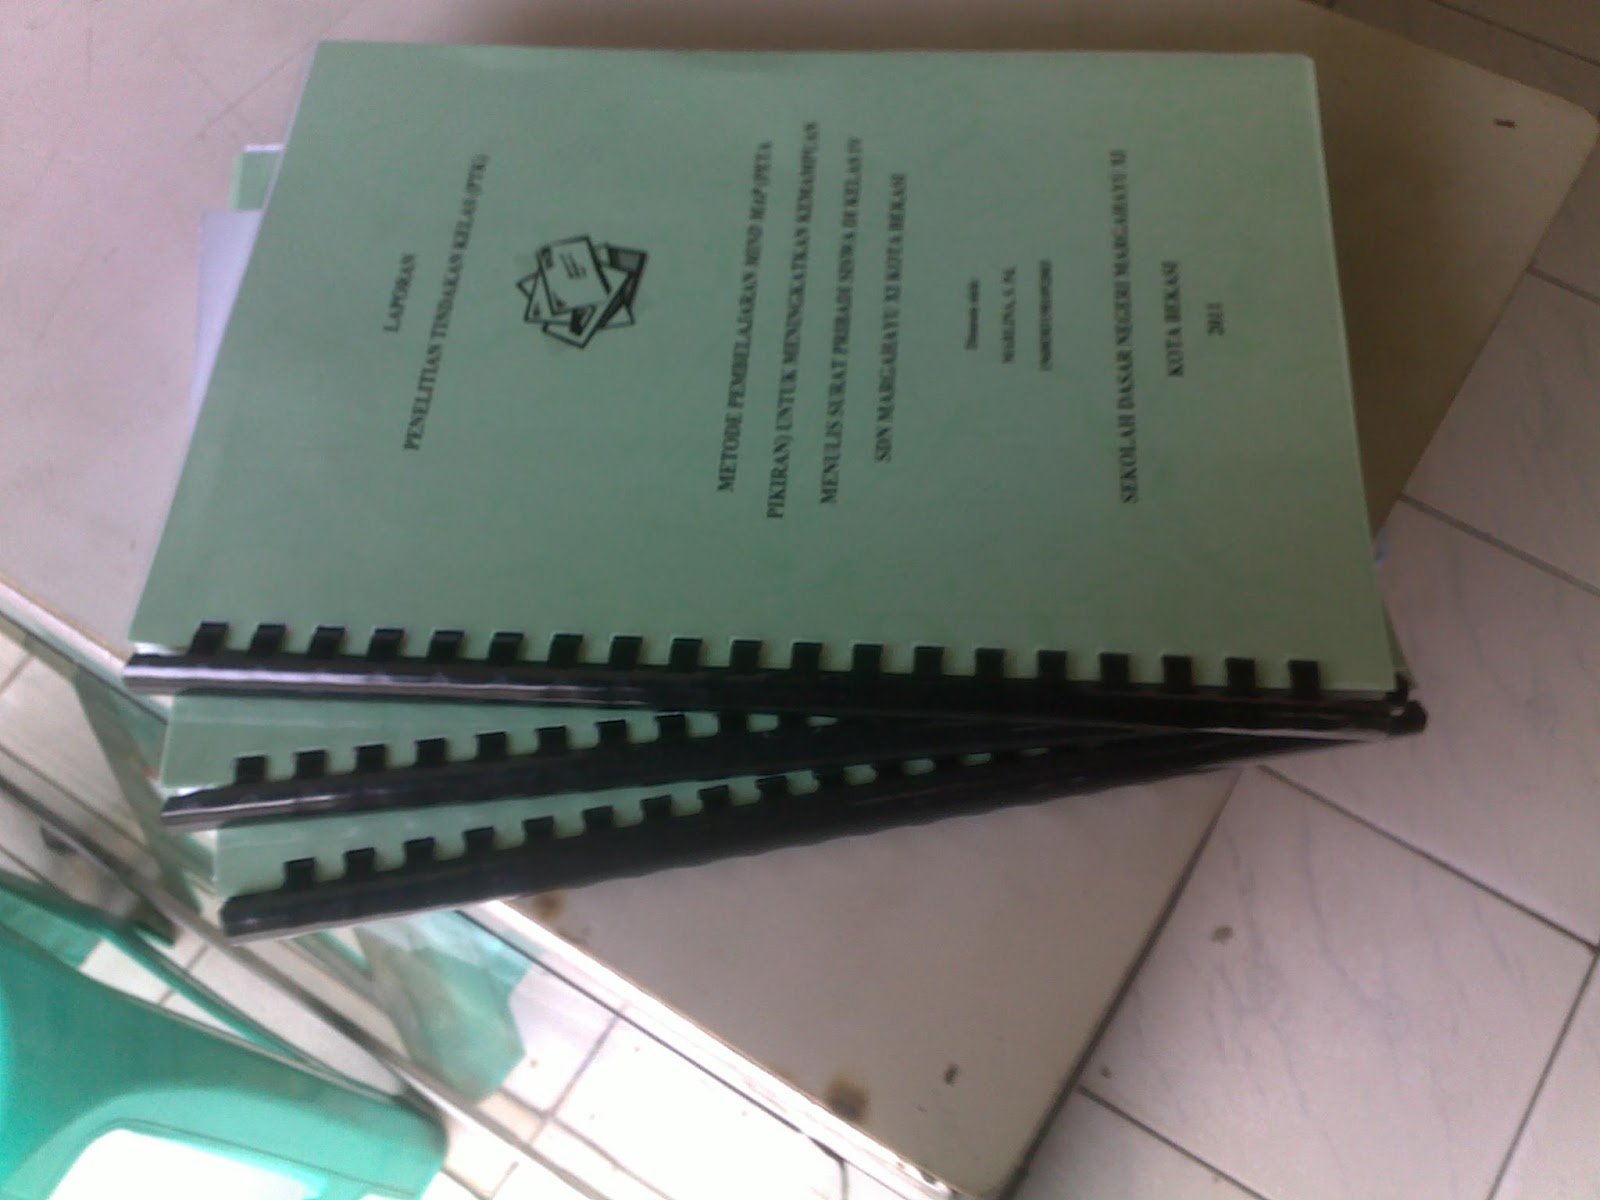 LAPORAN
PENELITIAN TINDAKAN KELAS (PTK)
METODE PEMBELAJARAN MIND MAP (PETA
PIKIRAN) UNTUK MENINGKATKAN KEMAMPUAN
MENULIS SURAT PRIBADI SISWA DI KELAS IV
SDN MARGAHAYU XI KOTA BEKASI
Disusun oleh:
MARLINA, S.Pd.
SEKOLAH DASAR NEGERI MARGAHAYU XI
KOTA BEKASI
2011